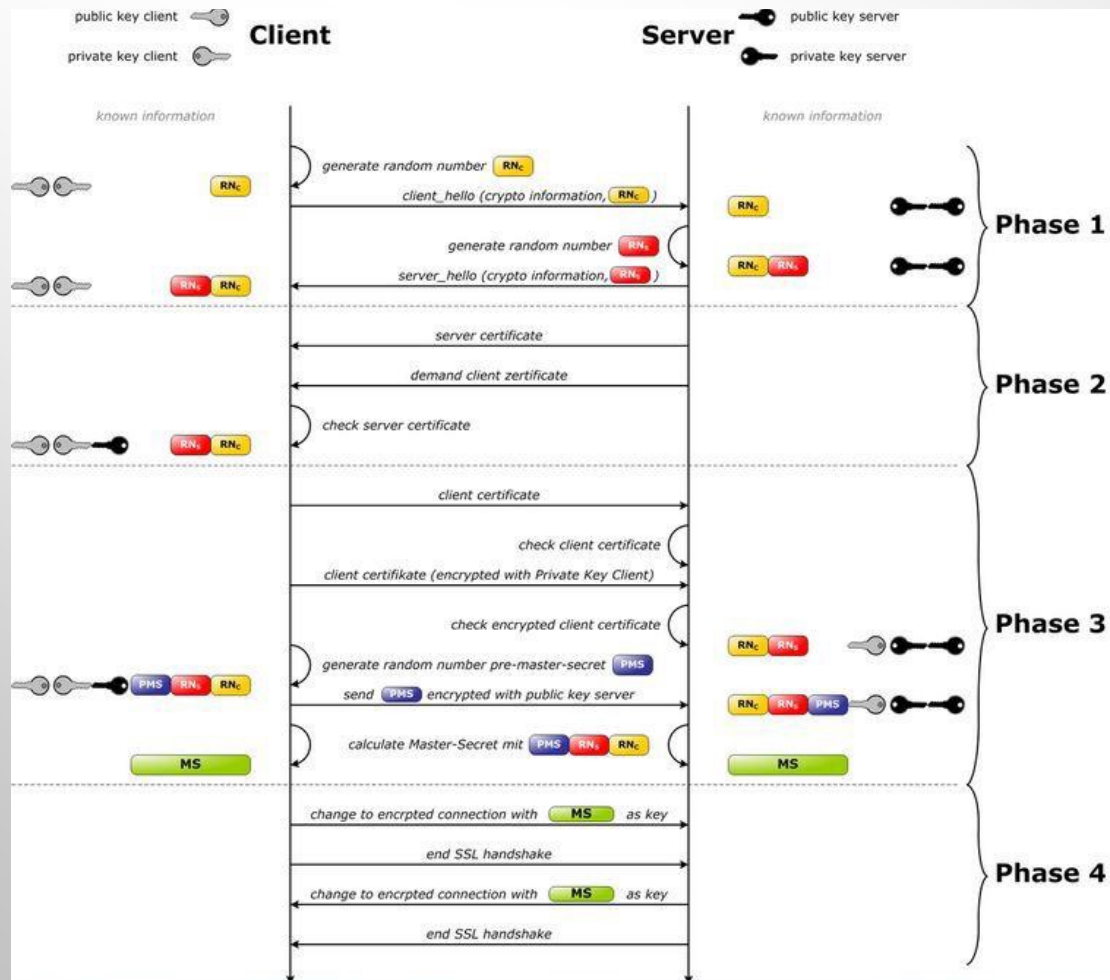 public key client
Client
Server
public key server
private key client
private key server
known information
known information
generate random number RNc
RNc
client_hello (crypto information, RNc )
RNc
Phase 1
generate random number RNs
RNc RNs
server_hello (crypto information, RNs )
RNs RNc
server certificate
demand client zertificate
Phase 2
check server certificate
RNs RNc
client certificate
check client certificate
client certifikate (encrypted with Private Key Client)
check encrypted client certificate
Phase 3
RNc RNs
generate random number pre-master-secret PMS
PMS RNs RNc
send PMS encrypted with public key server
RNc RNs PMS
calculate Master-Secret mit PMS RNs RNc
MS
MS
change to encrpted connection with MS as key
end SSL handshake
Phase 4
change to encrpted connection with MS as key
end SSL handshake